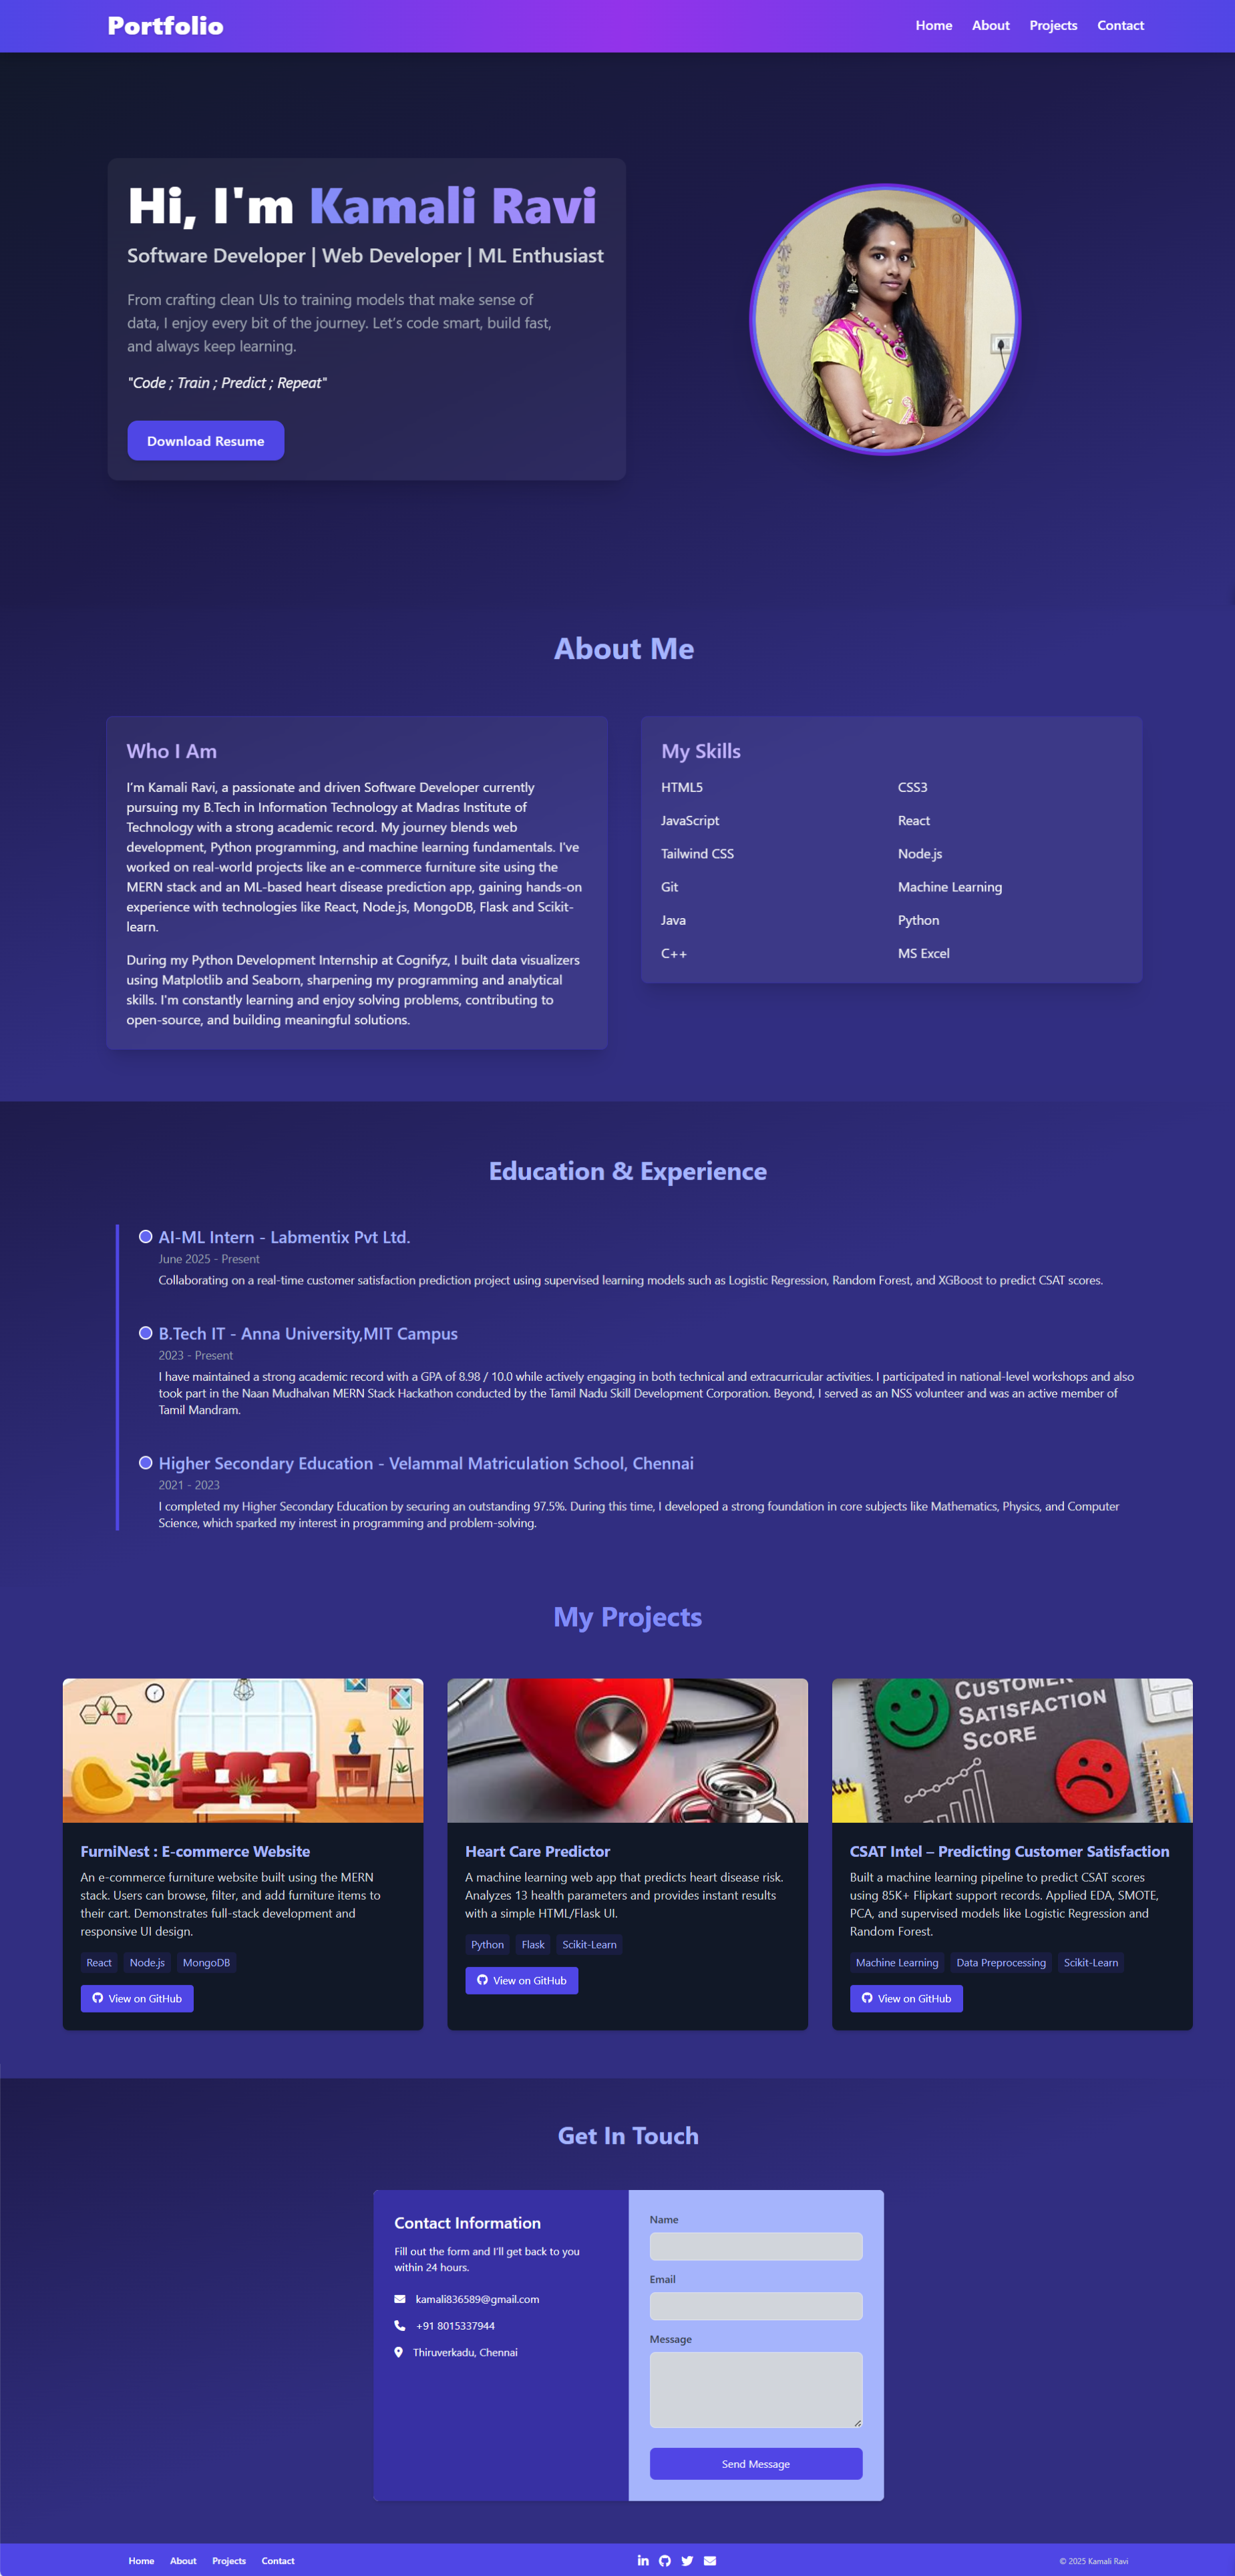 Portfolio
Home About Projects Contact
Hi, I'm Kamali Ravi
Software Developer | Web Developer | ML Enthusiast
From crafting clean UIs to training models that make sense of
data, I enjoy every bit of the journey. Let's code smart, build fast,
and always keep learning.
"Code ; Train ; Predict ; Repeat"
Download Resume
About Me
Who I Am
I'm Kamali Ravi, a passionate and driven Software Developer currently
pursuing my B.Tech in Information Technology at Madras Institute of
Technology with a strong academic record. My journey blends web
development, Python programming, and machine learning fundamentals. I've
worked on real-world projects like an e-commerce furniture site using the
MERN stack and an ML-based heart disease prediction app, gaining hands-on
experience with technologies like React, Node.js, MongoDB, Flask and Scikit-
learn.
During my Python Development Internship at Cognifyz, I built data visualizers
using Matplotlib and Seaborn, sharpening my programming and analytical
skills. I'm constantly learning and enjoy solving problems, contributing to
open-source, and building meaningful solutions.
My Skills
HTML5 CSS3
JavaScript React
Tailwind CSS Node.js
Git Machine Learning
Java Python
C++ MS Excel
Education & Experience
AI-ML Intern - Labmentix Pvt Ltd.
June 2025 - Present
Collaborating on a real-time customer satisfaction prediction project using supervised learning models such as Logistic Regression, Random Forest, and XGBoost to predict CSAT scores.
B.Tech IT - Anna University,MIT Campus
2023 - Present
I have maintained a strong academic record with a GPA of 8.98 / 10.0 while actively engaging in both technical and extracurricular activities. I participated in national-level workshops and also
took part in the Naan Mudhalvan MERN Stack Hackathon conducted by the Tamil Nadu Skill Development Corporation. Beyond, I served as an NSS volunteer and was an active member of
Tamil Mandram.
Higher Secondary Education - Velammal Matriculation School, Chennai
2021 - 2023
I completed my Higher Secondary Education by securing an outstanding 97.5%. During this time, I developed a strong foundation in core subjects like Mathematics, Physics, and Computer
Science, which sparked my interest in programming and problem-solving.
My Projects
FurniNest : E-commerce Website
An e-commerce furniture website built using the MERN
stack. Users can browse, filter, and add furniture items to
their cart. Demonstrates full-stack development and
responsive UI design.
React Node.js MongoDB
View on GitHub
Heart Care Predictor
A machine learning web app that predicts heart disease risk.
Analyzes 13 health parameters and provides instant results
with a simple HTML/Flask UI.
Python Flask Scikit-Learn
View on GitHub
CUSTOMER
SATISFACTION
SCORE
CSAT Intel – Predicting Customer Satisfaction
Built a machine learning pipeline to predict CSAT scores
using 85K+ Flipkart support records. Applied EDA, SMOTE,
PCA, and supervised models like Logistic Regression and
Random Forest.
Machine Learning Data Preprocessing Scikit-Learn
View on GitHub
Get In Touch
Contact Information
Fill out the form and I'll get back to you
within 24 hours.
kamali836589@gmail.com
+91 8015337944
Thiruverkadu, Chennai
Name
Email
Message
Send Message
Home About Projects Contact
© 2025 Kamali Ravi